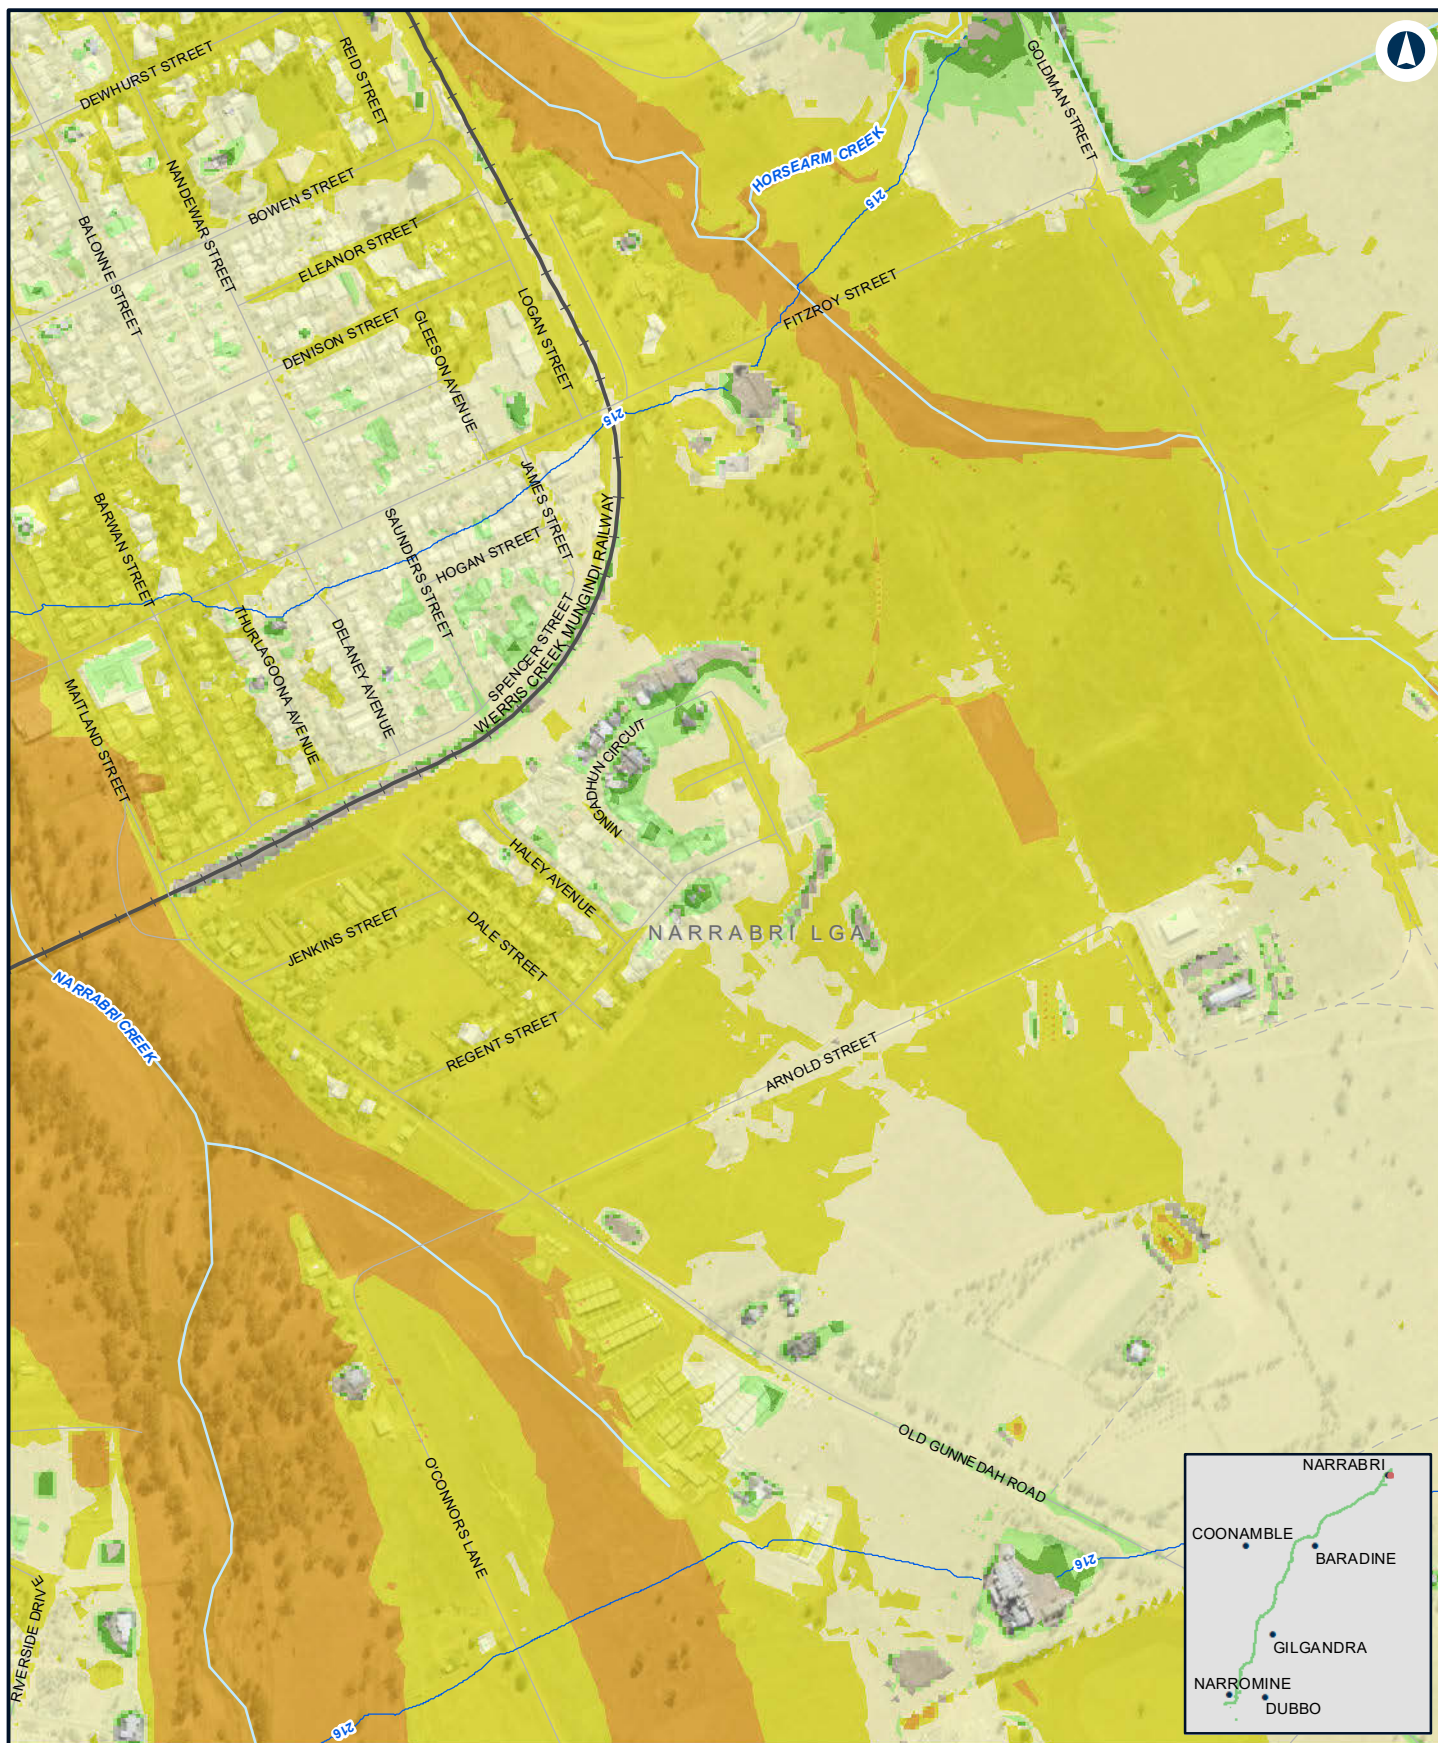 DEWHURST STREET
REID STREET
GOLDMAN STREET
HORSEARM CREEK
NANDEWAR STREET
BOWEN STREET
215
BALONNE STREET
ELEANOR STREET
LOGAN STREET
FITZROY STREET
DENISON STREET
GLEESON AVENUE
215
BARWAN STREET
JAMES STREET
SAUNDERS STREET
HOGAN STREET
WERRIS CREEK MUNGINDI RAILWAY
SPENCER STREET
THURLAGOONA AVENUE
DELANEY AVENUE
MAITLAND STREET
NINGADHUN CIRCUIT
HALEY AVENUE
JENKINS STREET
DALE STREET
NARRABRI LGA
NARRABRI CREEK
REGENT STREET
ARNOLD STREET
OLD GUNNEDAH ROAD
O'CONNORS LANE
216
RIVERSIDE DRIVE
216
NARRABRI
COONAMBLE
BARADINE
GILGANDRA
NARROMINE
DUBBO